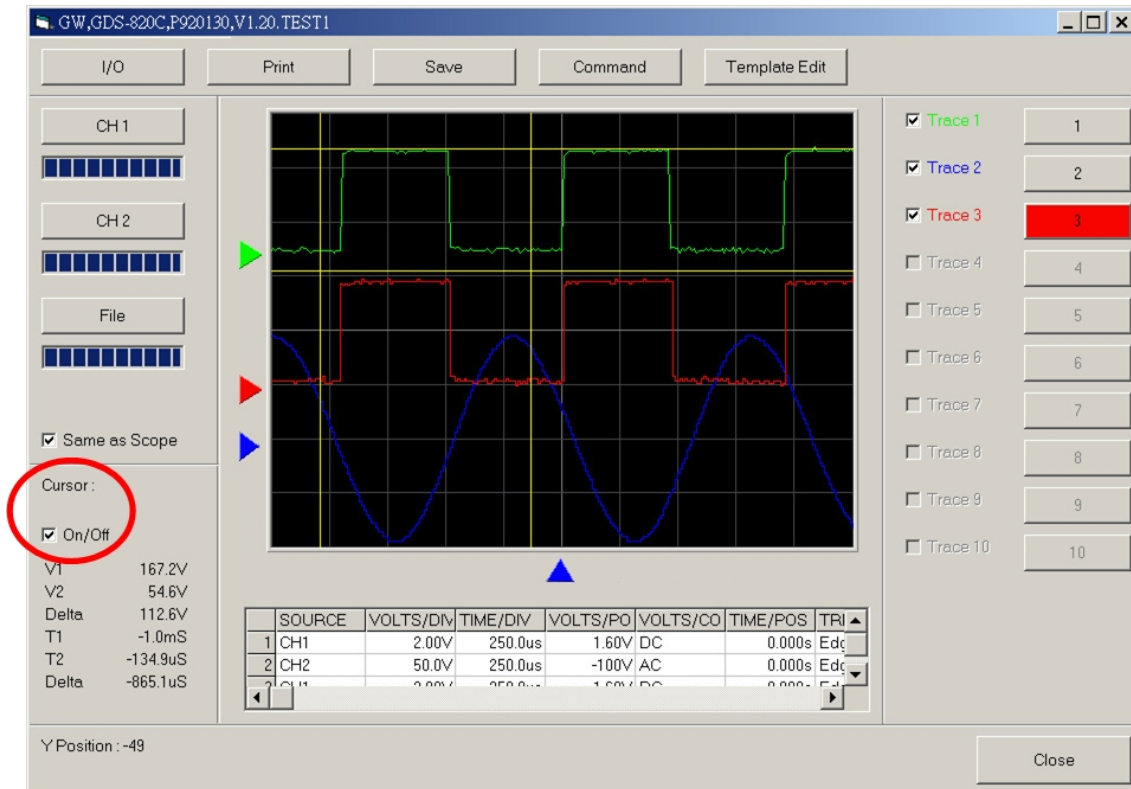 GW,GDS-820C,P920130,V1.20.TEST1
I/O Print Save Command Template Edit
CH 1
CH 2
File
Same as Scope
Cursor :
On/Off
V1 167.2V
V2 54.6V
Delta 112.6V
T1 -1.0mS
T2 -134.9uS
Delta -865.1uS
Trace 1 1
Trace 2 2
Trace 3 3
Trace 4 4
Trace 5 5
Trace 6 6
Trace 7 7
Trace 8 8
Trace 9 9
Trace 10 10
SOURCE VOLTS/DIV TIME/DIV VOLTS/PO VOLTS/CO TIME/POS TRI
1 CH1 2.00V 250.0us 1.60V DC 0.000s Edg
2 CH2 50.0V 250.0us -100V AC 0.000s Edg
Y Position : -49
Close